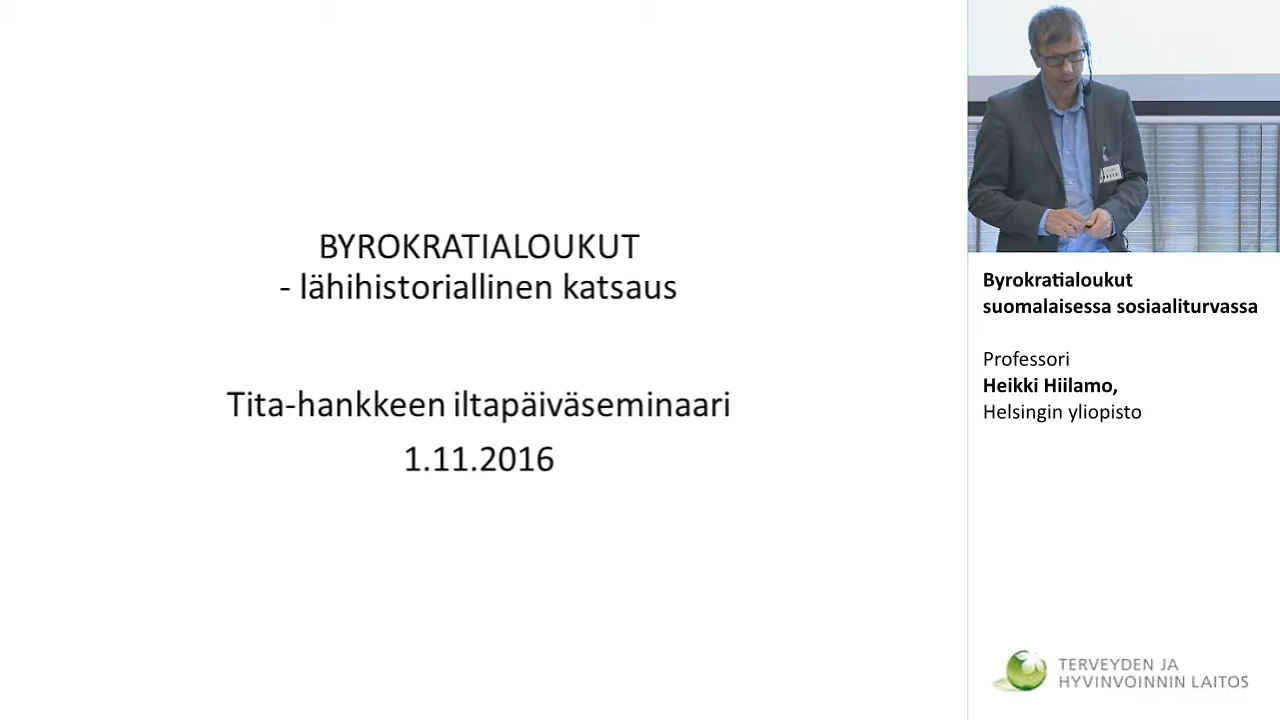 BYROKRATIALOUKUT
- lähihistoriallinen katsaus
Tita-hankkeen iltapäiväseminaari
1.11.2016
Byrokratialoukut
suomalaisessa sosiaaliturvassa
Professori
Heikki Hiilamo,
Helsingin yliopisto
TERVEYDEN JA
HYVINVOINNIN LAITOS